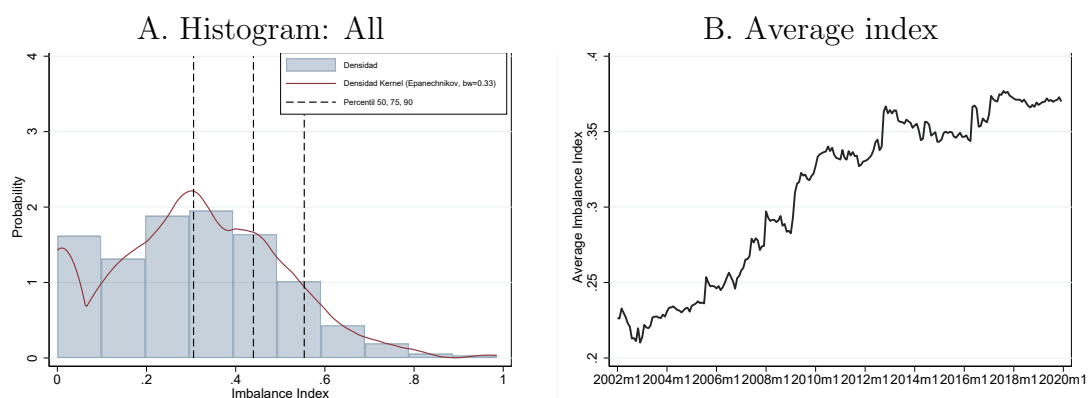 A. Histogram: All
Densidad
Densidad Kernel (Epanechnikov, bw=0.33)
Percentil 50, 75, 90
Probability
4
3
2
1
0
0 .2 .4 .6 .8 1
Imbalance Index
B. Average index
Average Imbalance Index
.4
.35
.3
.25
.2
2002m1 2004m1 2006m1 2008m1 2010m1 2012m1 2014m1 2016m1 2018m1 2020m1